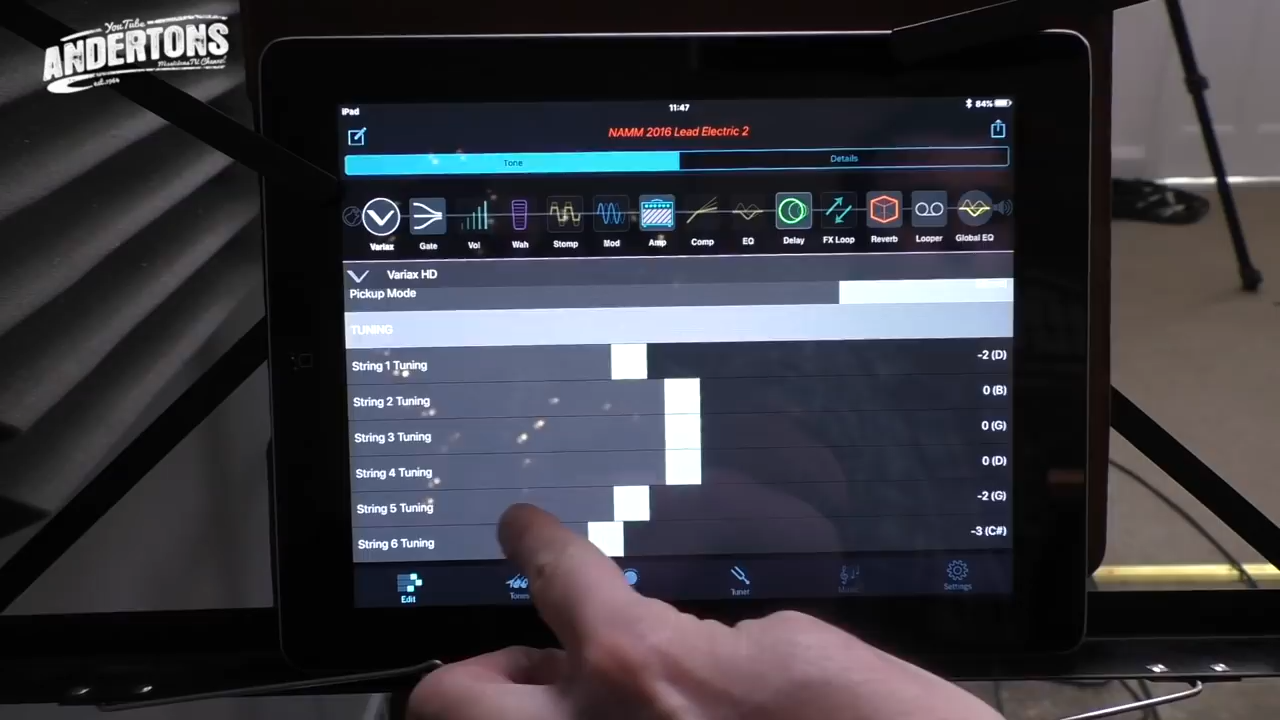 YouTube
ANDERTONS
iPad
11:47
84%
NAMM 2016 Lead Electric 2
Tone
Details
Variax
Gate
Vol
Wah
Stomp
Mod
Amp
Comp
EQ
Delay
FX Loop
Reverb
Looper
Global EQ
Variax HD
Pickup Mode
TUNING
String 1 Tuning
-2 (D)
String 2 Tuning
0 (B)
String 3 Tuning
0 (G)
String 4 Tuning
0 (D)
String 5 Tuning
-2 (G)
String 6 Tuning
-3 (C#)
Edit
Tones
Tuner
Music
Settings